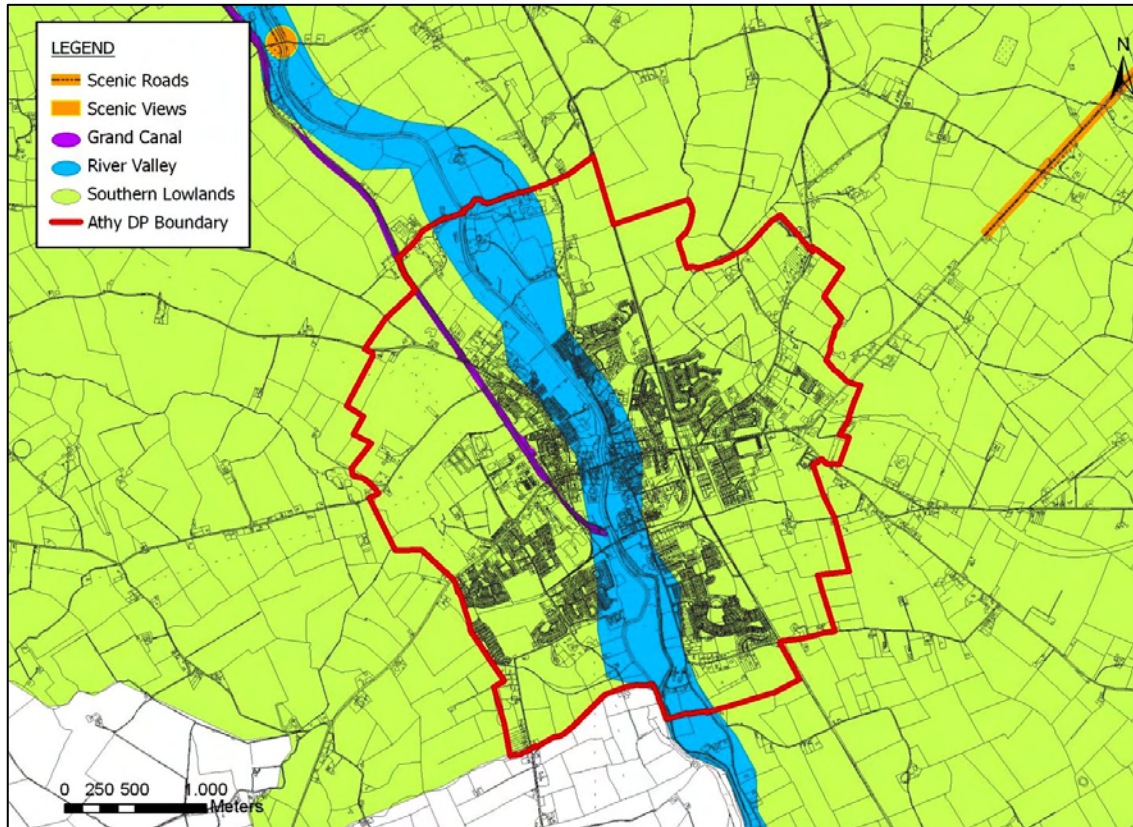 LEGEND
Scenic Roads
Scenic Views
Grand Canal
River Valley
Southern Lowlands
Athy DP Boundary
N
0 250 500 1.000
Meters